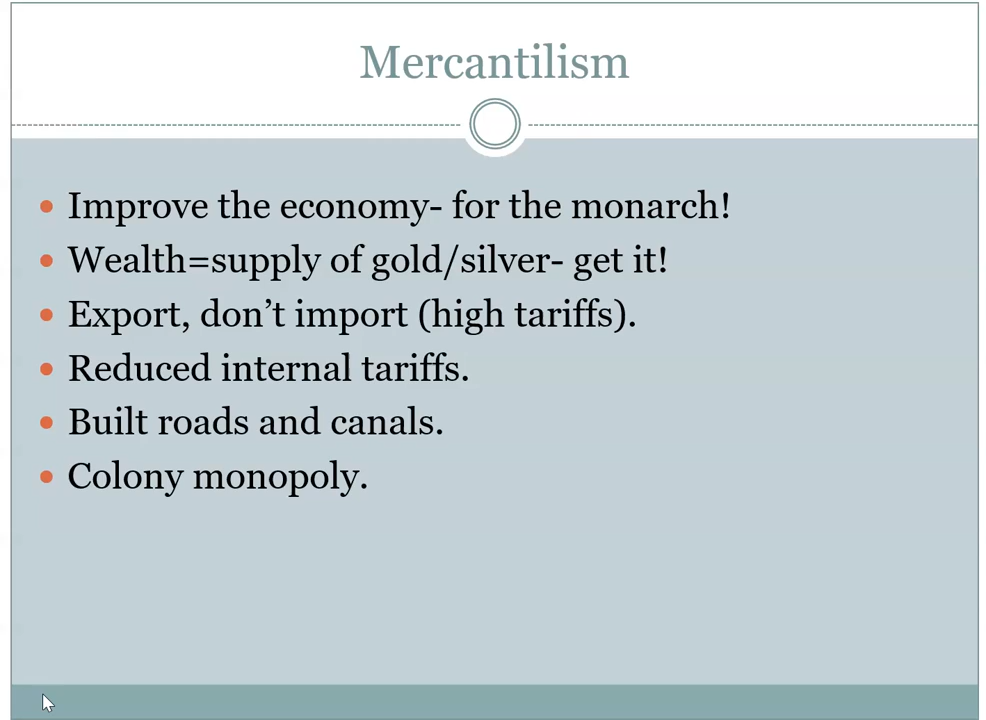 Mercantilism
Improve the economy- for the monarch!
Wealth=supply of gold/silver- get it!
Export, don’t import (high tariffs).
Reduced internal tariffs.
Built roads and canals.
Colony monopoly.